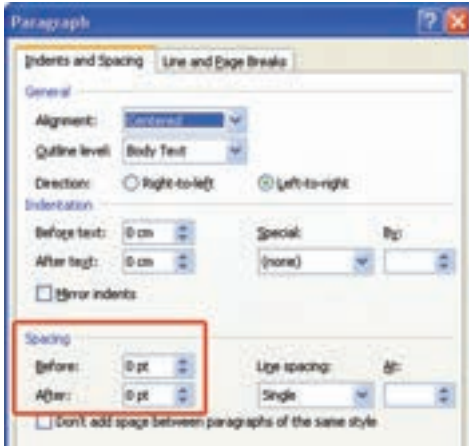 Paragraph
Indents and Spacing Line and Page Breaks
General
Alignment: Centered
Outline level: Body Text
Direction: Right-to-left Left-to-right
Indentation
Before text: 0 cm Special: By:
After text: 0 cm (none)
Mirror indents
Spacing
Before: 0 pt Line spacing: At:
After: 0 pt Single
Don't add space between paragraphs of the same style